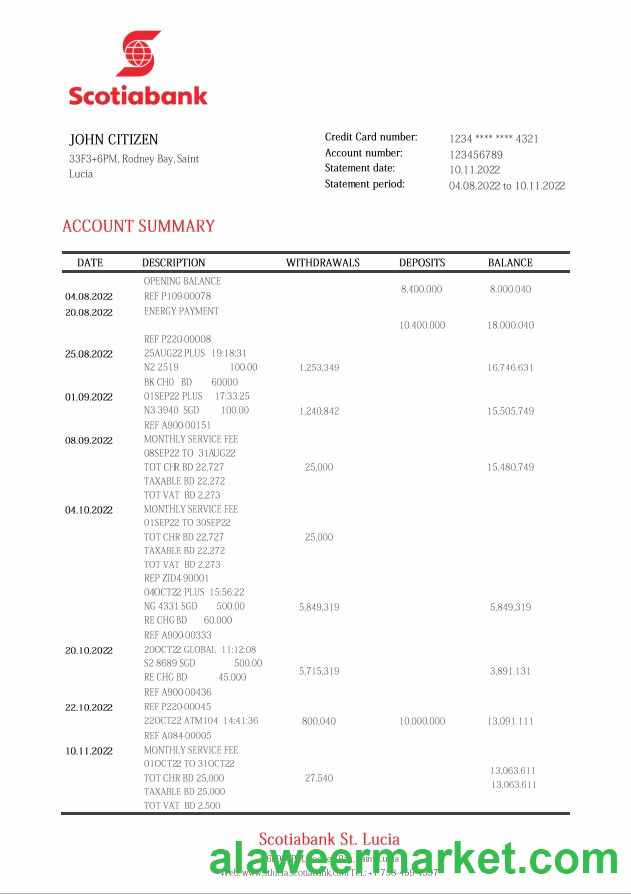 Scotiabank
JOHN CITIZEN
33F3+6PM, Rodney Bay, Saint
Lucia
Credit Card number: 1234 **** **** 4321
Account number: 123456789
Statement date: 10.11.2022
Statement period: 04.08.2022 to 10.11.2022
ACCOUNT SUMMARY
DATE DESCRIPTION WITHDRAWALS DEPOSITS BALANCE
OPENING BALANCE
8,400.000 8.000.040
04.08.2022 REF P109-00078
20.08.2022 ENERGY PAYMENT
10.400.000 18.000.040
REF P220-00008
25.08.2022 25AUG22 PLUS 19:18;31
N2 2519 100.00 1,253,349 16.746.631
BK CHO BD 60000
01.09.2022 01SEP22 PLUS 17:33:25
N3 3940 SGD 100.00 1,240,842 15,505,749
REF A900-00151
08.09.2022 MONTHLY SERVICE FEE
08SEP22 TO 31AUG22
TOT CHR BD 22,727 25,000 15,480,749
TAXABLE BD 22,272
TOT VAT BD 2,273
04.10.2022 MONTHLY SERVICE FEE
01SEP22 TO 30SEP22
TOT CHR BD 22,727 25,000
TAXABLE BD 22,272
TOT VAT BD 2,273
REP ZID4-90001
04OCT22 PLUS 15:56:22
NG 4331 SGD 500.00 5,849,319 5,849,319
RE CHG BD 60.000
REF A900-00333
20.10.2022 20OCT22 GLOBAL 11:12:08
S2 8689 SGD 500.00
5,715,319 3,891.131
RE CHG BD 45.000
REF A900-00436
22.10.2022 REF P220-00045
22OCT22 ATM104 14:41:36 800,040 10.000,000 13,091.111
REF A084-00005
10.11.2022 MONTHLY SERVICE FEE
01OCT22 TO 31OCT22
13,063.611
TOT CHR BD 25,000 27.540
13,063.611
TAXABLE BD 25.000
TOT VAT BD 2.500
Scotiabank St. Lucia
alaweermarket.com